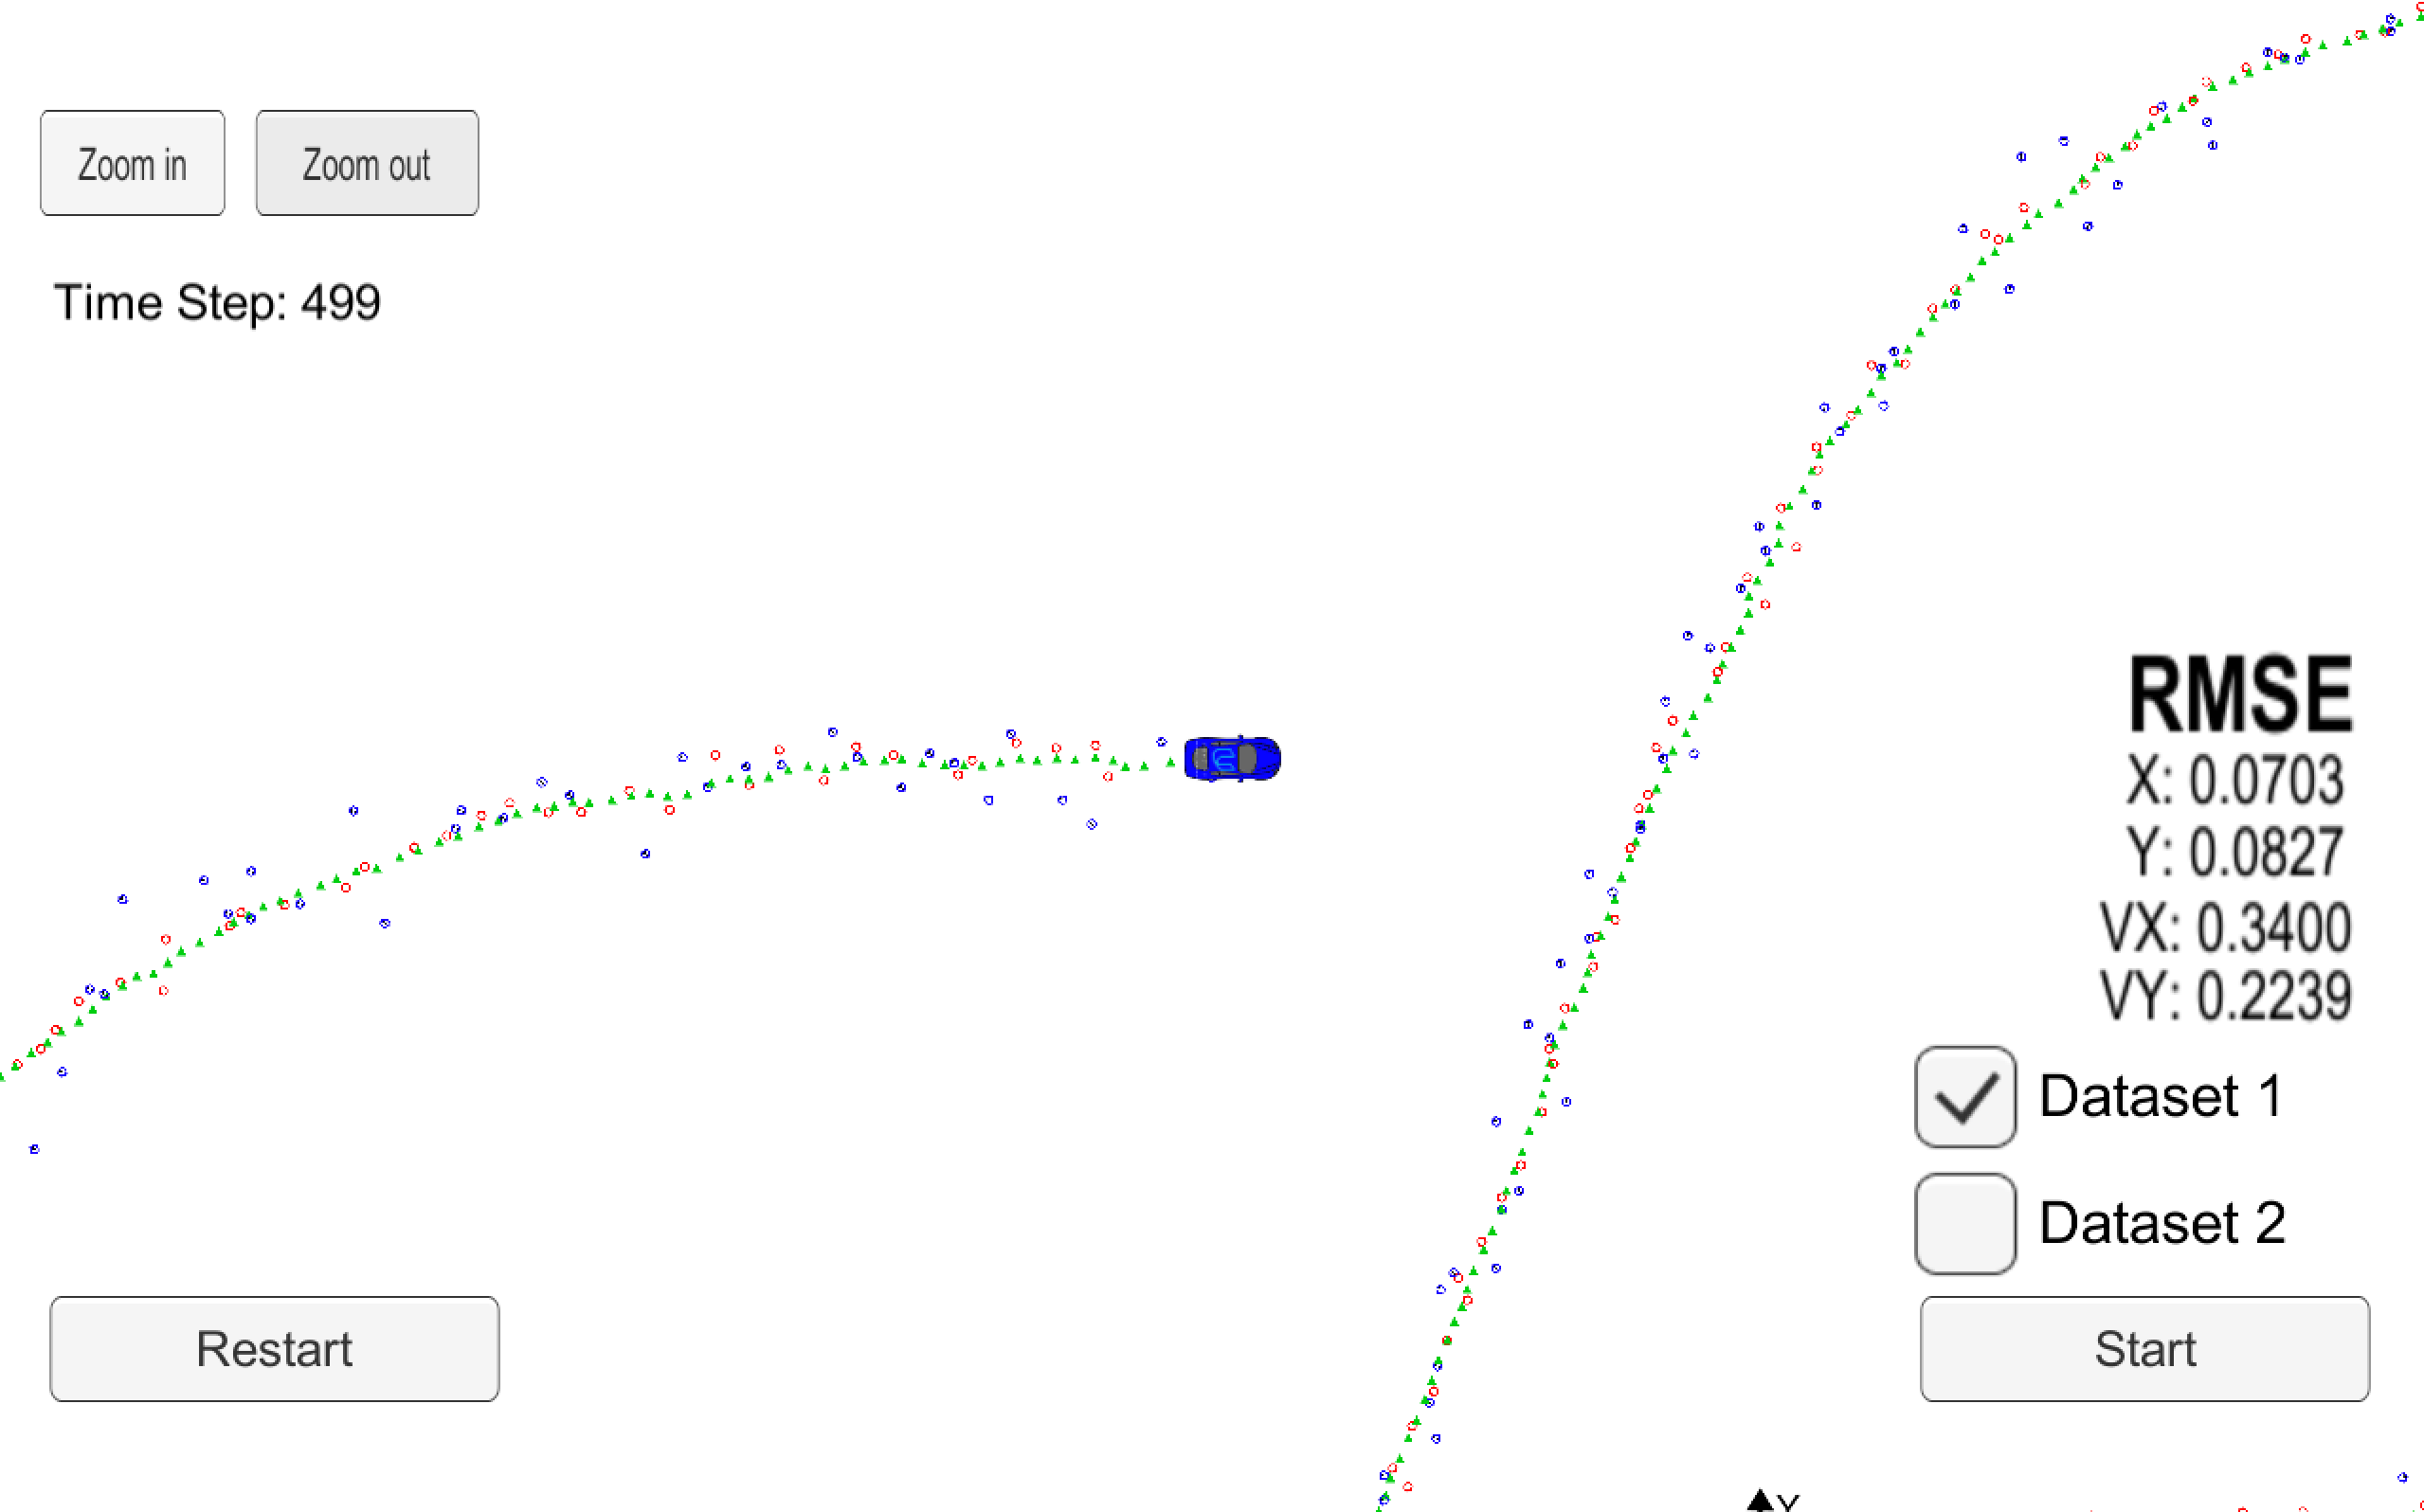 Zoom in
Zoom out
Time Step: 499
RMSE
X: 0.0703
Y: 0.0827
VX: 0.3400
VY: 0.2239
Dataset 1
Dataset 2
Restart
Start
Y